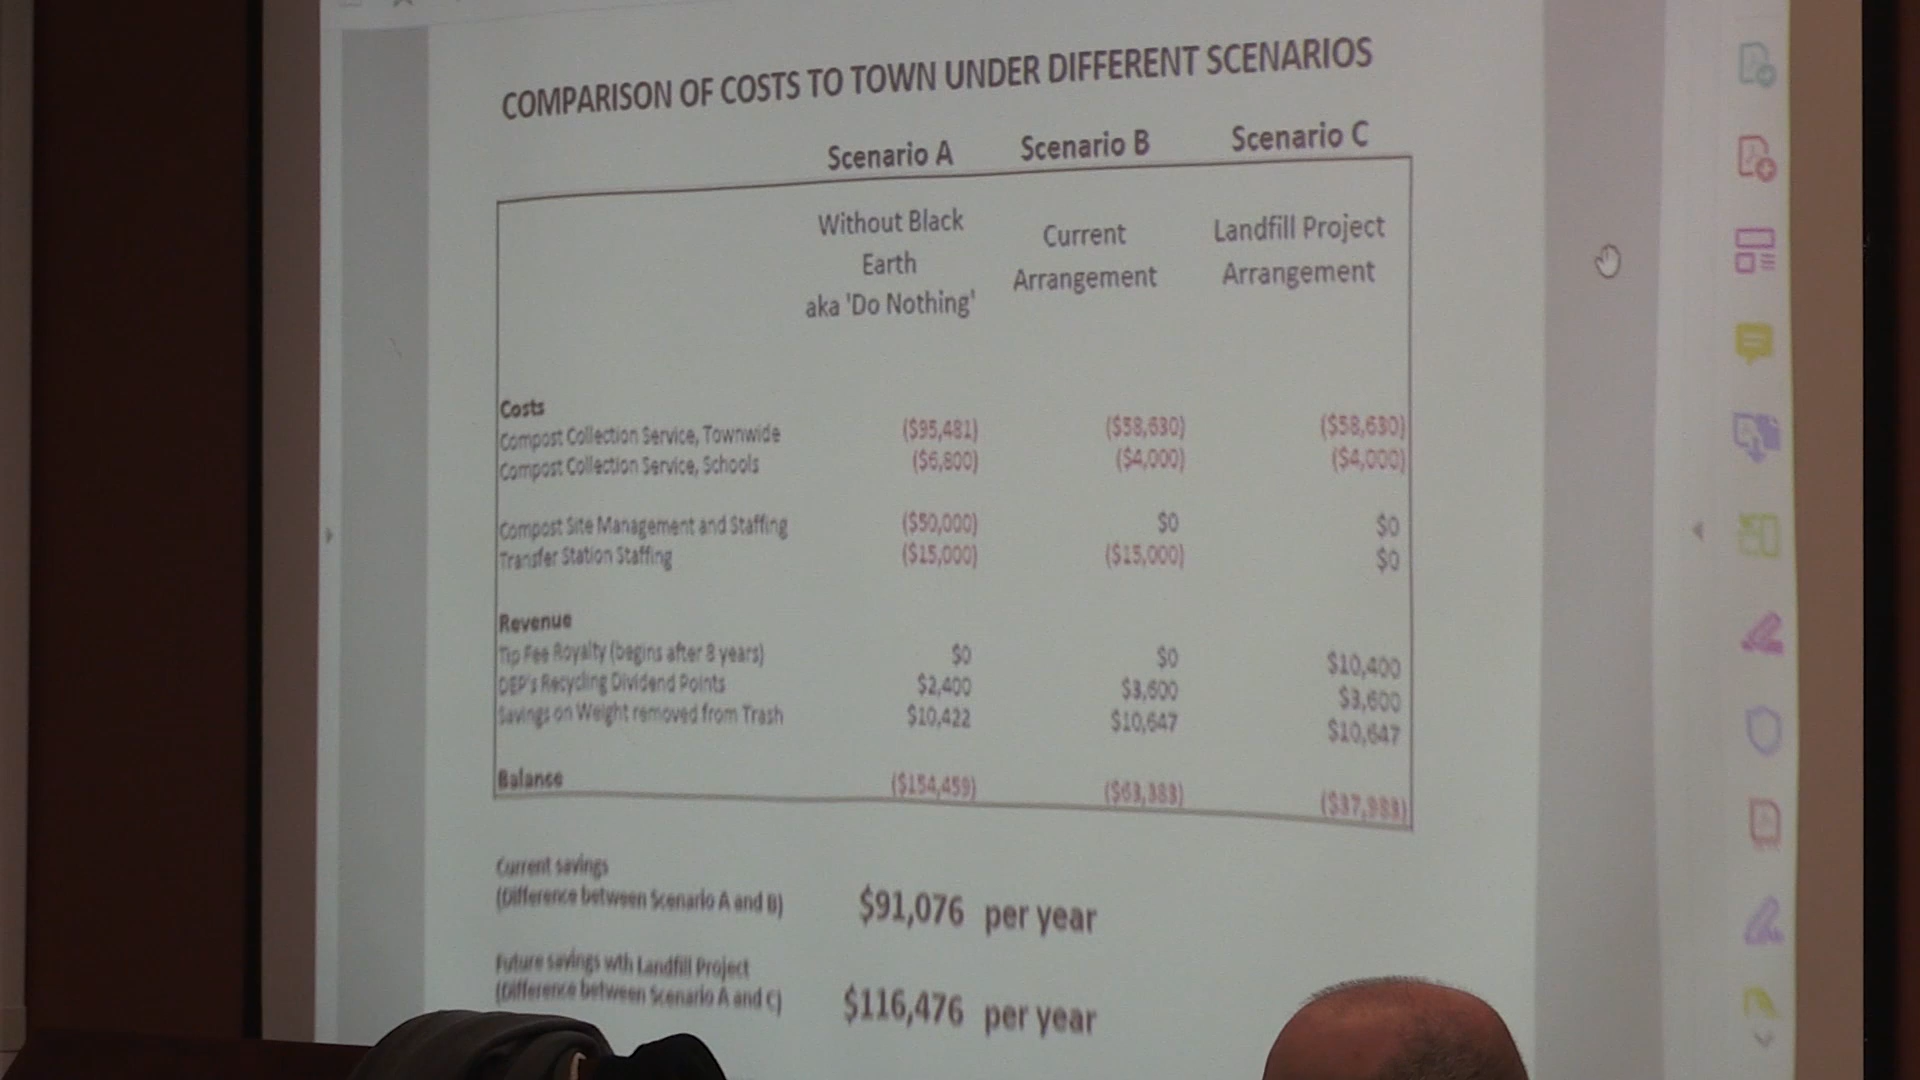 COMPARISON OF COSTS TO TOWN UNDER DIFFERENT SCENARIOS
Scenario A Scenario B Scenario C
Without Black Earth aka 'Do Nothing' Current Arrangement Landfill Project Arrangement
Costs
Compost Collection Service, Townwide ($95,481) ($58,630) ($58,630)
Compost Collection Service, Schools ($6,800) ($4,000) ($4,000)
Compost Site Management and Staffing ($50,000) $0 $0
Transfer Station Staffing ($15,000) ($15,000) $0
Revenue
Tip Fee Royalty (begins after 8 years) $0 $0 $10,400
DEP's Recycling Dividend Points $2,400 $3,600 $3,600
Savings on Weight removed from Trash $10,422 $10,647 $10,647
Balance ($154,459) ($63,383) ($37,983)
Current savings
(Difference between Scenario A and B) $91,076 per year
Future savings wth Landfill Project
(Difference between Scenario A and C) $116,476 per year